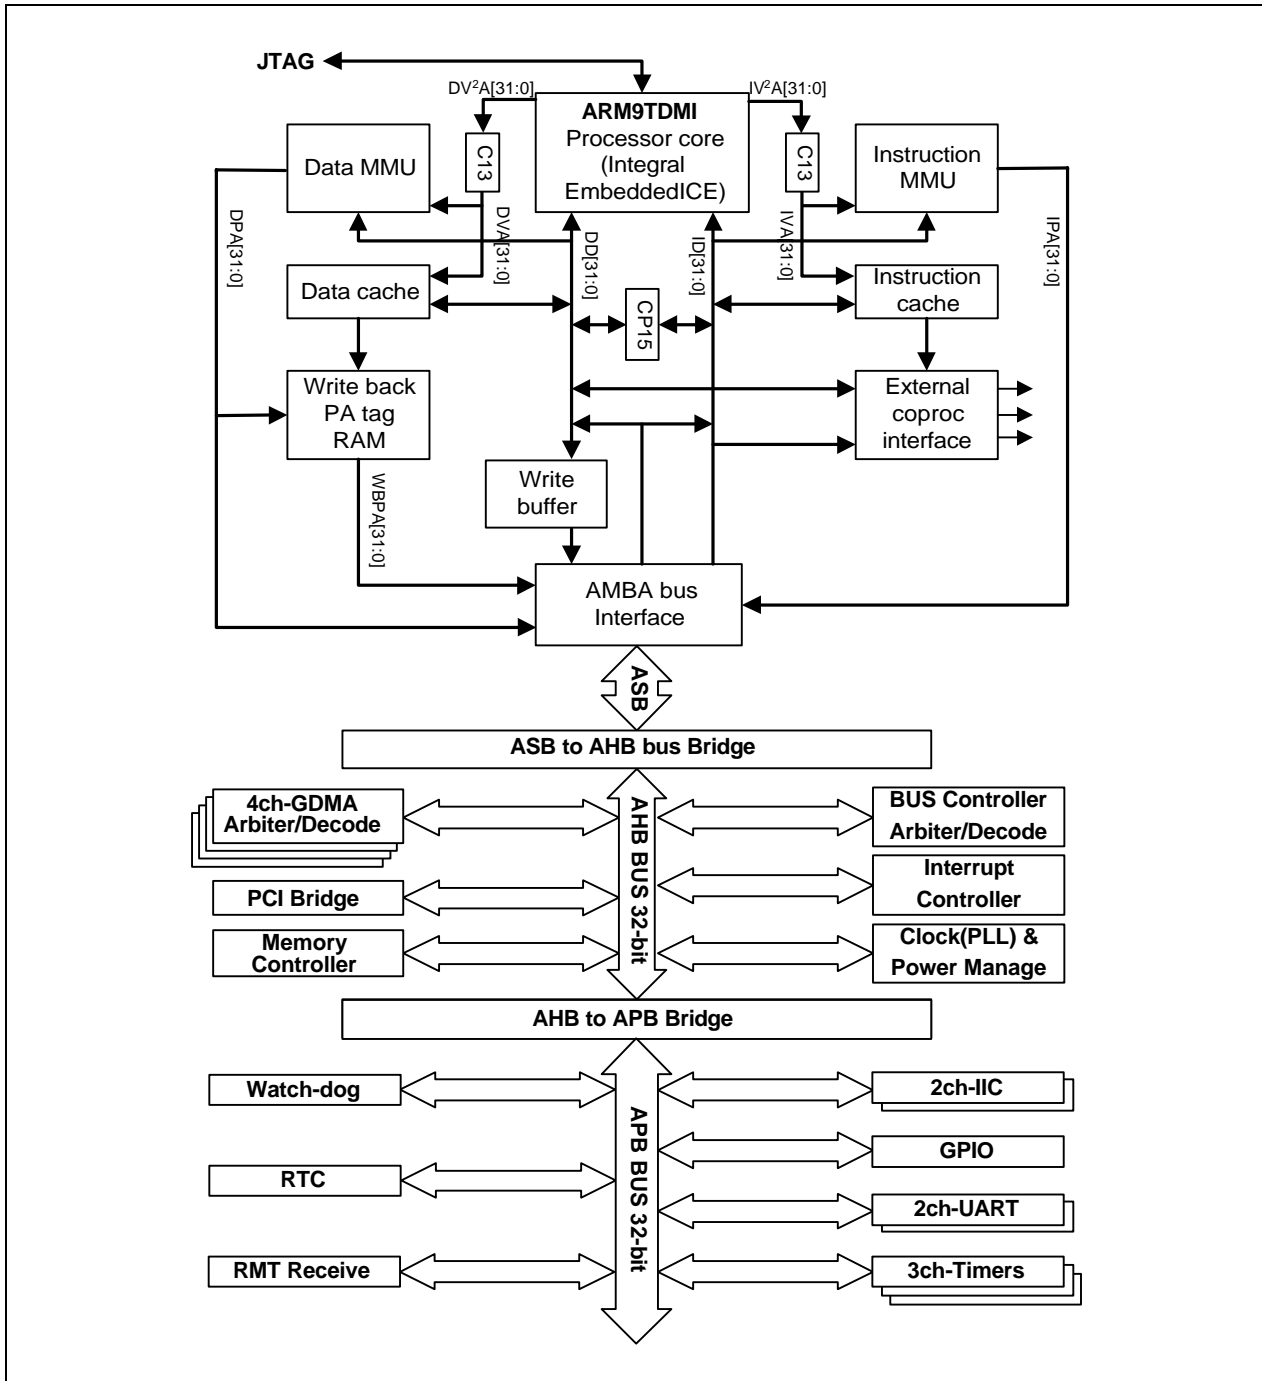 JTAG
DV²A[31:0]
IV²A[31:0]
ARM9TDMI
Processor core
(Integral
EmbeddedICE)
Data MMU
C13
C13
Instruction
MMU
DPA[31:0]
DVA[31:0]
DD[31:0]
ID[31:0]
IVA[31:0]
IPA[31:0]
Data cache
CP15
Instruction
cache
Write back
PA tag
RAM
External
coproc
interface
Write
buffer
WBPA[31:0]
AMBA bus
Interface
ASB
ASB to AHB bus Bridge
4ch-GDMA
Arbiter/Decode
AHB BUS 32-bit
BUS Controller
Arbiter/Decode
PCI Bridge
Interrupt
Controller
Memory
Controller
Clock(PLL) &
Power Manage
AHB to APB Bridge
Watch-dog
APB BUS 32-bit
2ch-IIC
GPIO
RTC
2ch-UART
RMT Receive
3ch-Timers